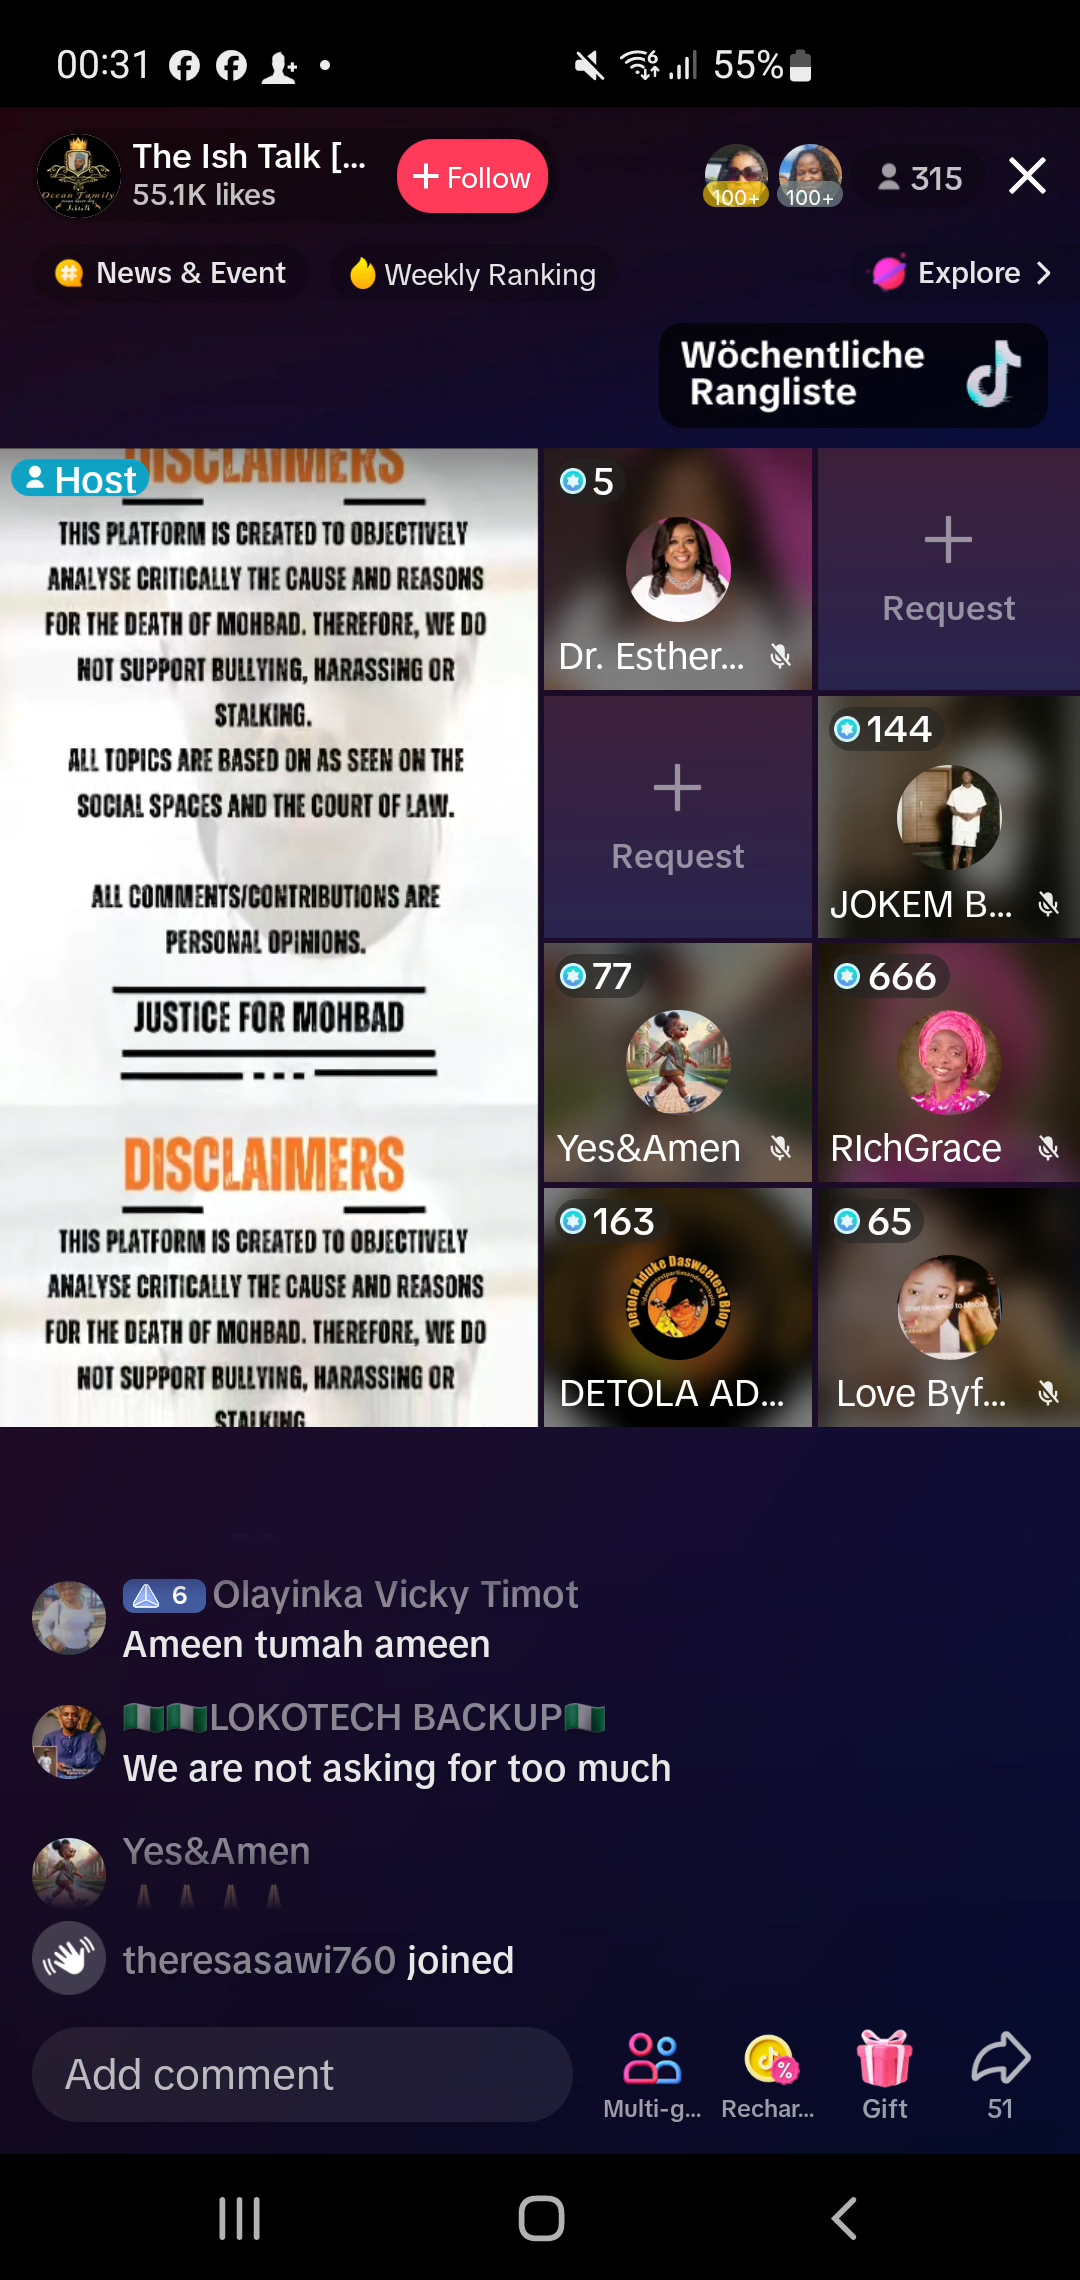 00:31
55%
The Ish Talk [...
55.1K likes
+ Follow
100+
100+
315
News & Event
Weekly Ranking
Explore >
Wöchentliche
Rangliste
Host
DISCLAIMERS
THIS PLATFORM IS CREATED TO OBJECTIVELY
ANALYSE CRITICALLY THE CAUSE AND REASONS
FOR THE DEATH OF MOHBAD. THEREFORE, WE DO
NOT SUPPORT BULLYING, HARASSING OR
STALKING.
ALL TOPICS ARE BASED ON AS SEEN ON THE
SOCIAL SPACES AND THE COURT OF LAW.
ALL COMMENTS/CONTRIBUTIONS ARE
PERSONAL OPINIONS.
JUSTICE FOR MOHBAD
DISCLAIMERS
THIS PLATFORM IS CREATED TO OBJECTIVELY
ANALYSE CRITICALLY THE CAUSE AND REASONS
FOR THE DEATH OF MOHBAD. THEREFORE, WE DO
NOT SUPPORT BULLYING, HARASSING OR
STALKING
5
Dr. Esther...
Request
Request
144
JOKEM B...
77
Yes&Amen
666
RIchGrace
163
Detola Aduke Dasweetest Blog
DETOLA AD...
65
Love Byf...
6 Olayinka Vicky Timot
Ameen tumah ameen
🇳🇬🇳🇬LOKOTECH BACKUP🇳🇬
We are not asking for too much
Yes&Amen
theresasawi760 joined
Add comment
Multi-g...
Rechar...
Gift
51